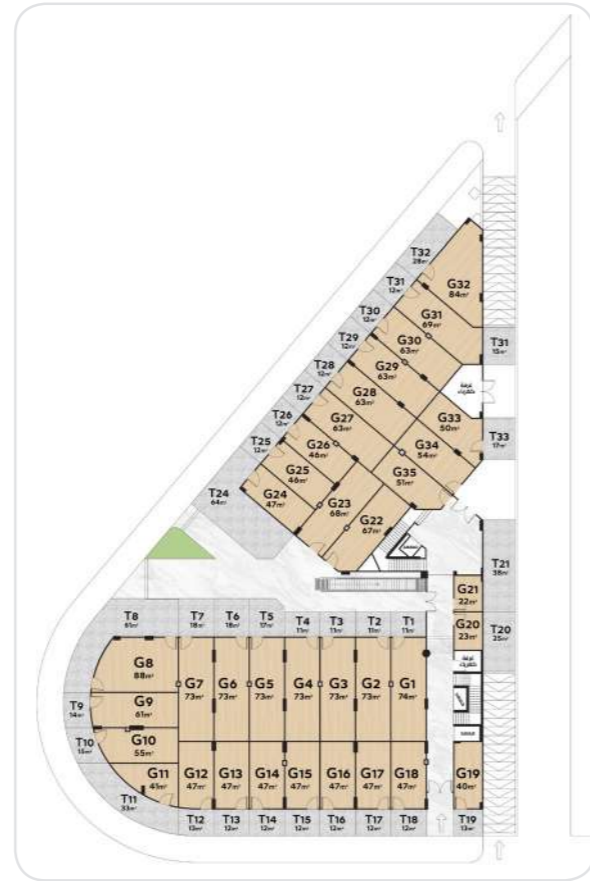 T32
28m²
G32
84m²
T31
12m²
G31
69m²
T30
12m²
G30
63m²
T31
15m²
T29
12m²
G29
63m²
غرفة
كهرباء
T28
12m²
G28
63m²
T27
12m²
G27
63m²
G33
50m²
T33
17m²
T26
12m²
G26
46m²
G34
54m²
T25
12m²
G25
46m²
G35
51m²
T24
64m²
G24
47m²
G23
68m²
G22
67m²
T21
38m²
G21
22m²
T8
61m²
T7
18m²
T6
18m²
T5
17m²
T4
11m²
T3
11m²
T2
11m²
T1
11m²
G20
23m²
T20
25m²
غرفة
كهرباء
G8
88m²
G7
73m²
G6
73m²
G5
73m²
G4
73m²
G3
73m²
G2
73m²
G1
74m²
T9
14m²
G9
61m²
T10
15m²
G10
55m²
G11
41m²
G12
47m²
G13
47m²
G14
47m²
G15
47m²
G16
47m²
G17
47m²
G18
47m²
G19
40m²
T11
33m²
T12
13m²
T13
12m²
T14
12m²
T15
12m²
T16
12m²
T17
12m²
T18
12m²
T19
13m²